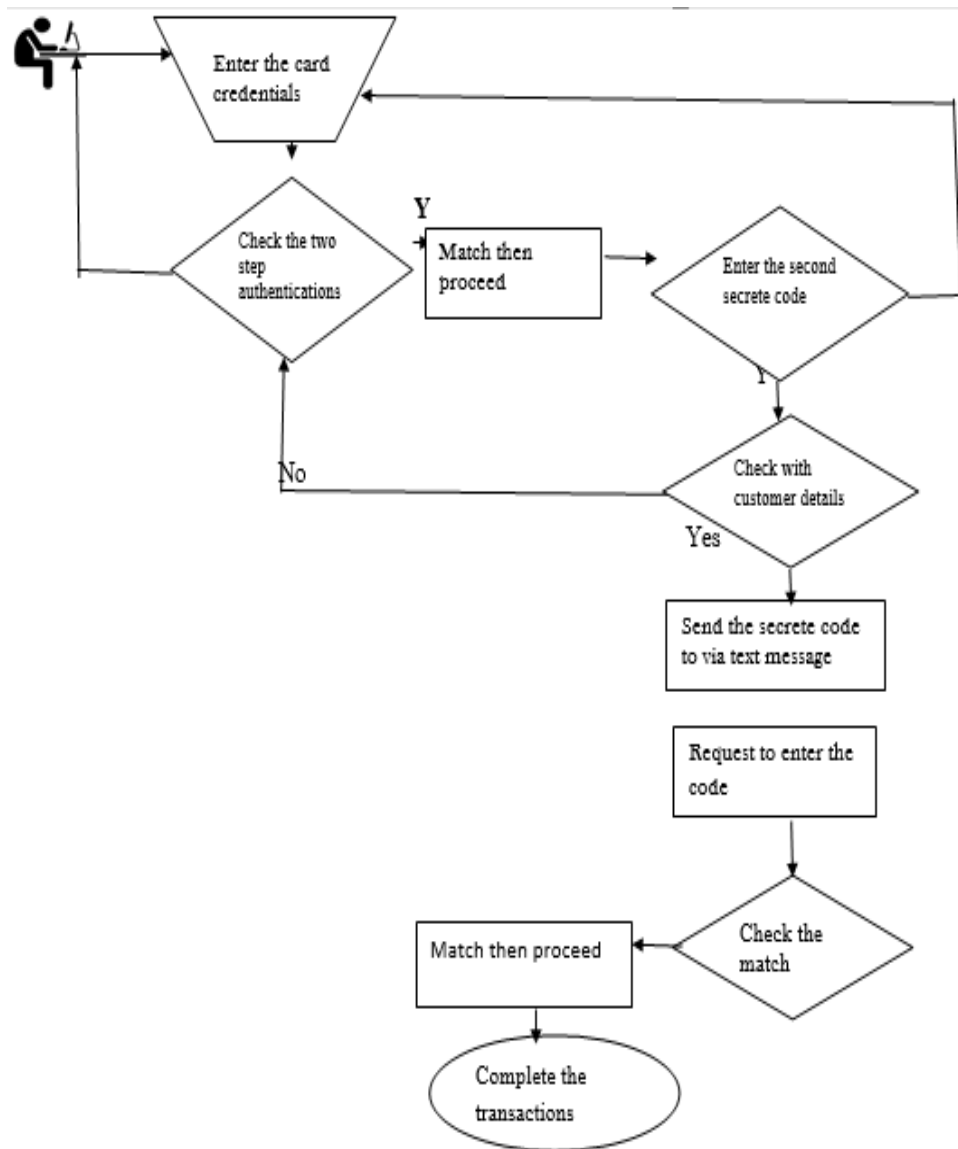 Enter the card
credentials
Y
Check the two
step
authentications
Match then
proceed
Enter the second
secrete code
Y
No
Check with
customer details
Yes
Send the secrete code
to via text message
Request to enter the
code
Match then proceed
Check the
match
Complete the
transactions